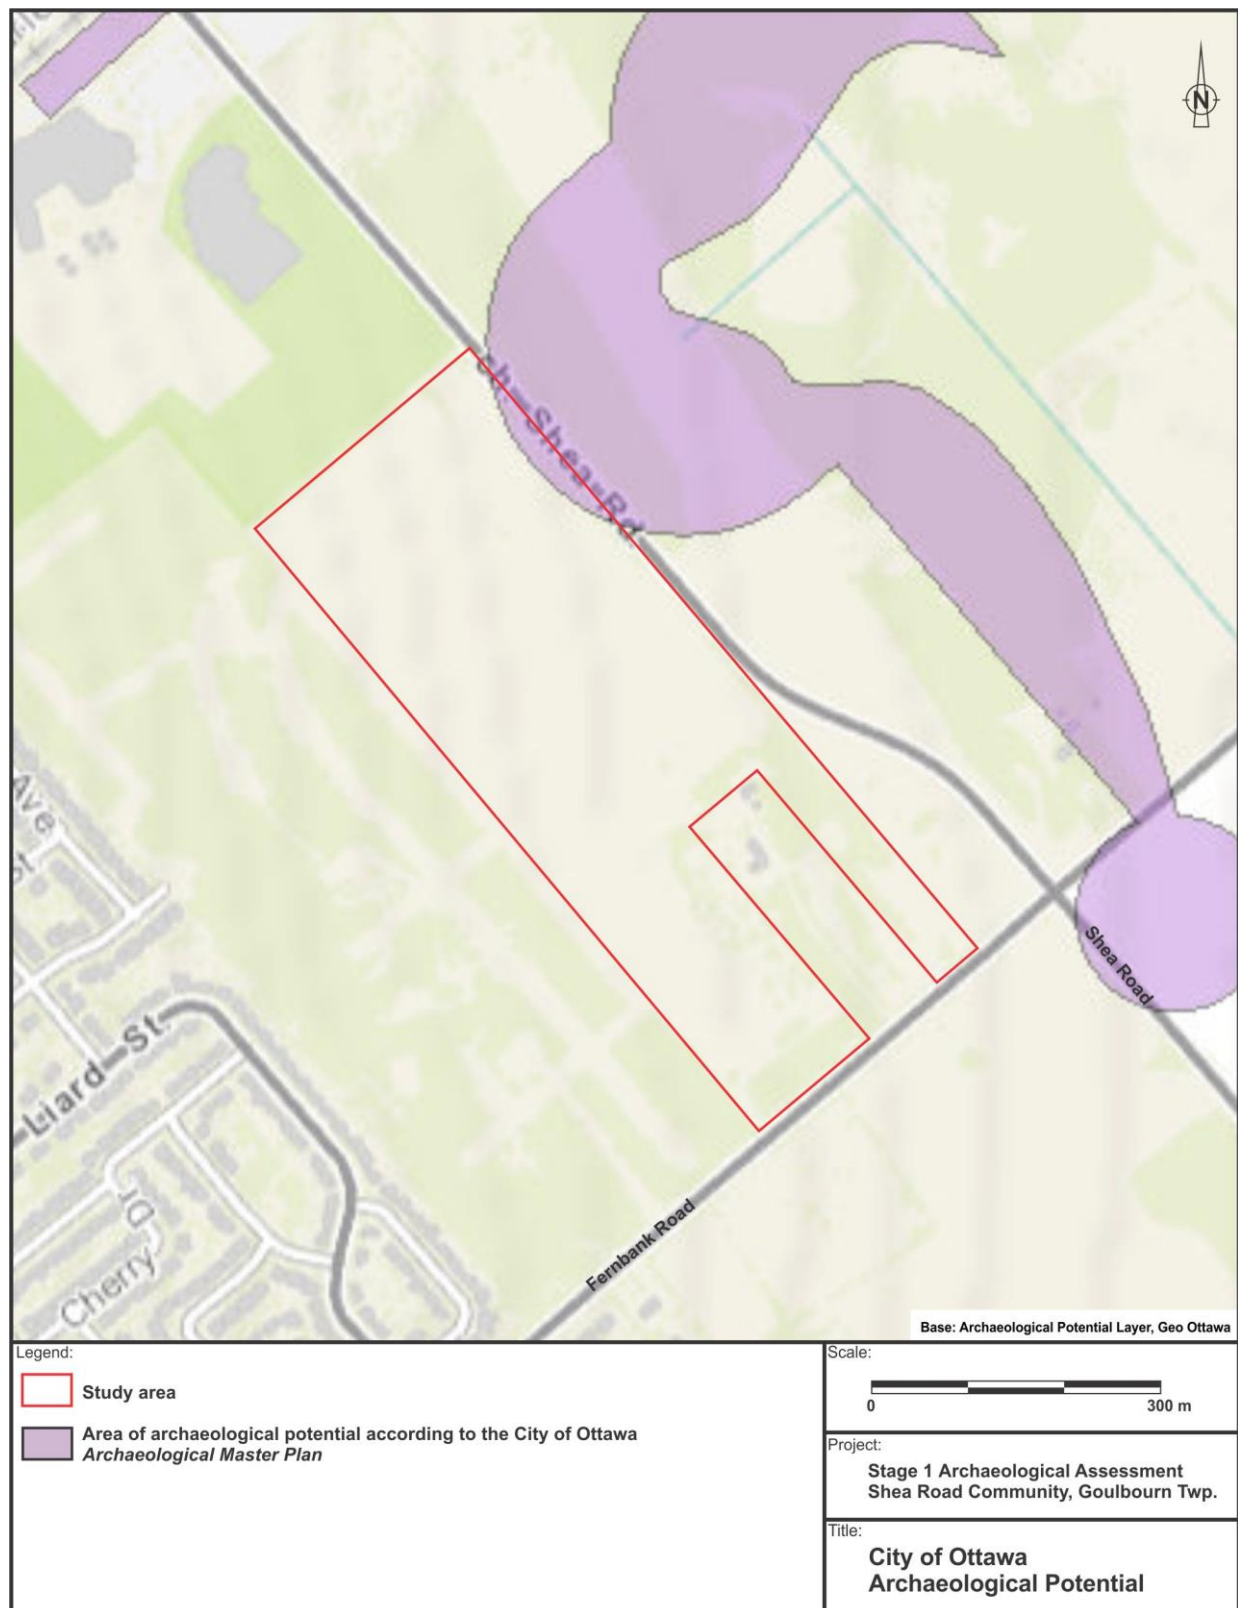 N
Shea Rd
Ave
St
Liard St
Dr
Cherry
Shea Road
Fernbank Road
Base: Archaeological Potential Layer, Geo Ottawa
Legend:
Study area
Area of archaeological potential according to the City of Ottawa
Archaeological Master Plan
Scale:
0 300 m
Project:
Stage 1 Archaeological Assessment
Shea Road Community, Goulbourn Twp.
Title:
City of Ottawa
Archaeological Potential